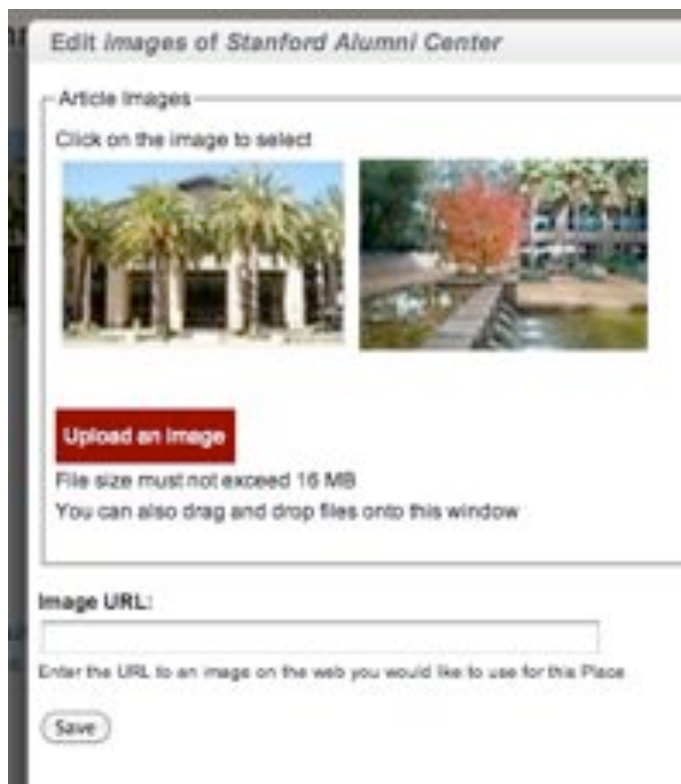 Edit images of Stanford Alumni Center
Article Images
Click on the image to select
Upload an Image
File size must not exceed 16 MB
You can also drag and drop files onto this window
Image URL:
Enter the URL to an image on the web you would like to use for this Place
Save